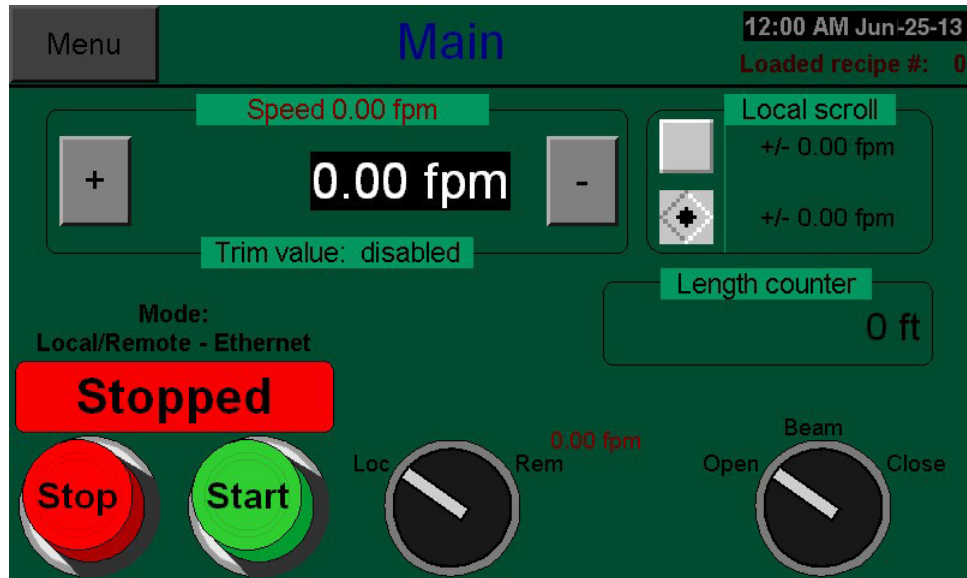 Menu
Main
12:00 AM Jun-25-13
Loaded recipe #: 0
Speed 0.00 fpm
+
0.00 fpm
-
Trim value: disabled
Local scroll
+/- 0.00 fpm
+/- 0.00 fpm
Length counter
0 ft
Mode:
Local/Remote - Ethernet
Stopped
Stop
Start
Loc
Rem
0.00 fpm
Beam
Open
Close